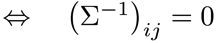 ⇔ (Σ⁻¹)ᵢⱼ = 0